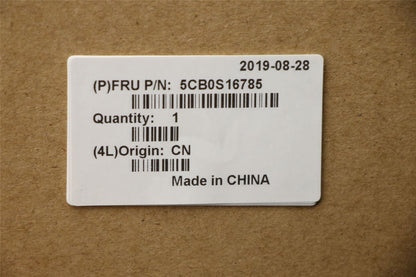 2019-08-28
(P)FRU P/N: 5CB0S16785
Quantity: 1
(4L)Origin: CN
Made in CHINA